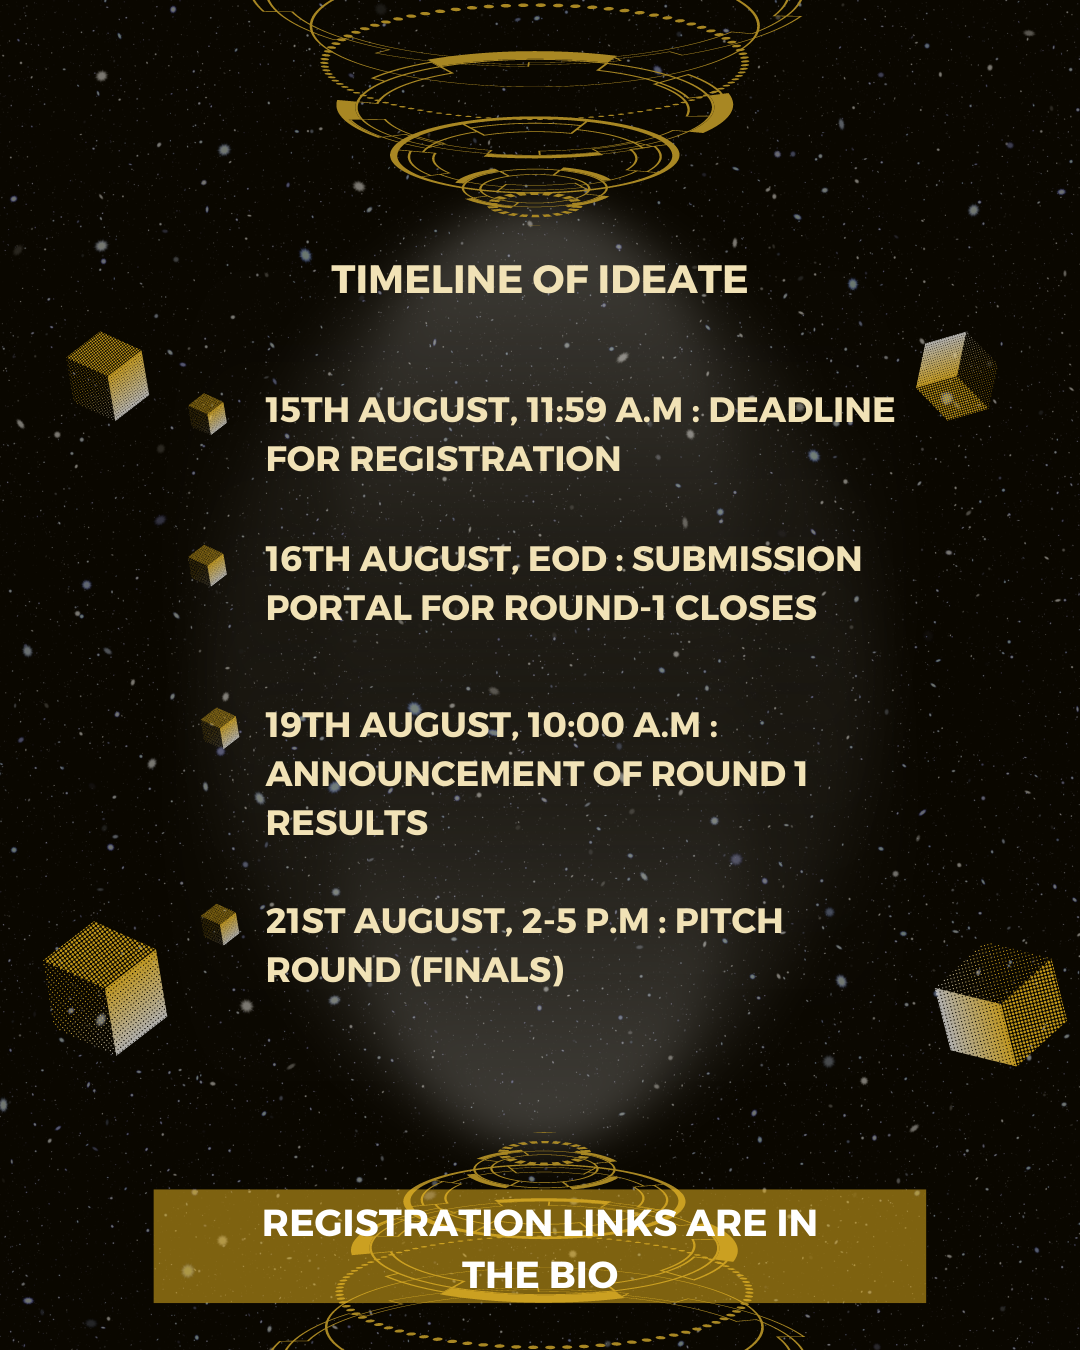 TIMELINE OF IDEATE
15TH AUGUST, 11:59 A.M : DEADLINE
FOR REGISTRATION
16TH AUGUST, EOD : SUBMISSION
PORTAL FOR ROUND-1 CLOSES
19TH AUGUST, 10:00 A.M :
ANNOUNCEMENT OF ROUND 1
RESULTS
21ST AUGUST, 2-5 P.M : PITCH
ROUND (FINALS)
REGISTRATION LINKS ARE IN
THE BIO